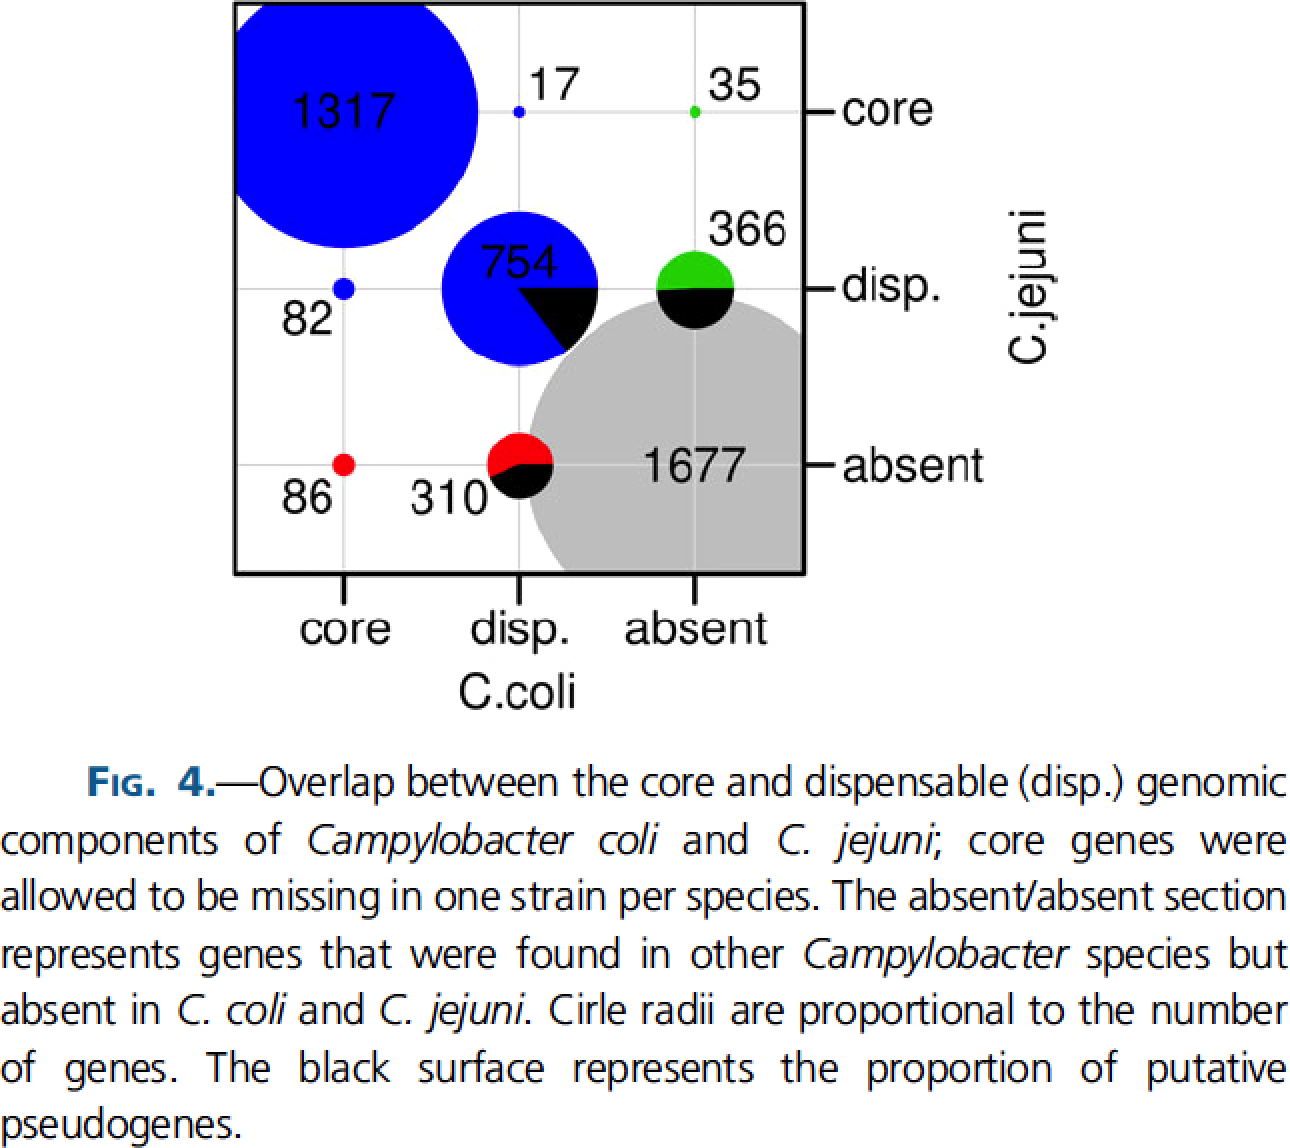 1317
17
35
core
754
366
82
disp.
C.jejuni
86
310
1677
absent
core
disp.
absent
C.coli
FIG. 4.—Overlap between the core and dispensable (disp.) genomic
components of Campylobacter coli and C. jejuni; core genes were
allowed to be missing in one strain per species. The absent/absent section
represents genes that were found in other Campylobacter species but
absent in C. coli and C. jejuni. Cirle radii are proportional to the number
of genes. The black surface represents the proportion of putative
pseudogenes.